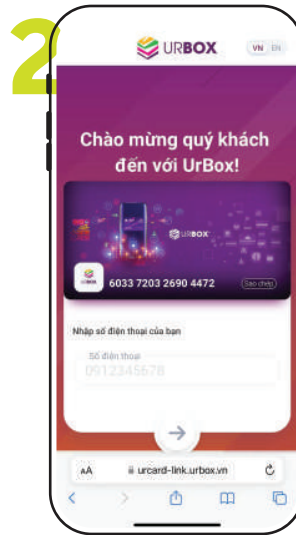 2
URBOX
VN EN
Chào mừng quý khách
đến với UrBox!
URBOX
URBOX
6033 7203 2690 4472
Sao chép
Nhập số điện thoại của bạn
Số điện thoại
0912345678
AA
urcard-link.urbox.vn